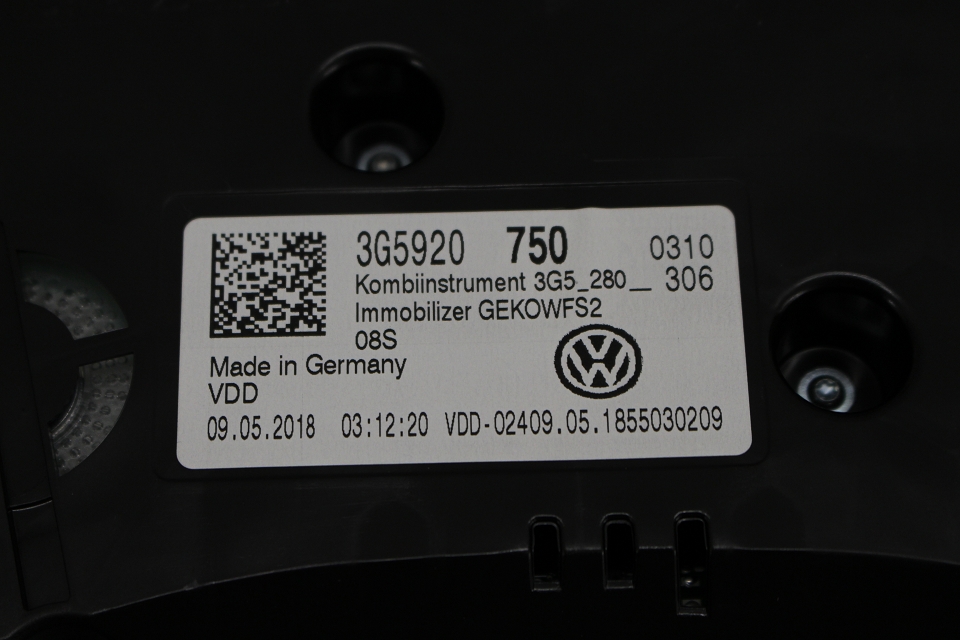 3G5920 750 0310
Kombiinstrument 3G5_280__ 306
Immobilizer GEKOWFS2
08S
Made in Germany
VDD
09.05.2018 03:12:20 VDD-02409.05.1855030209